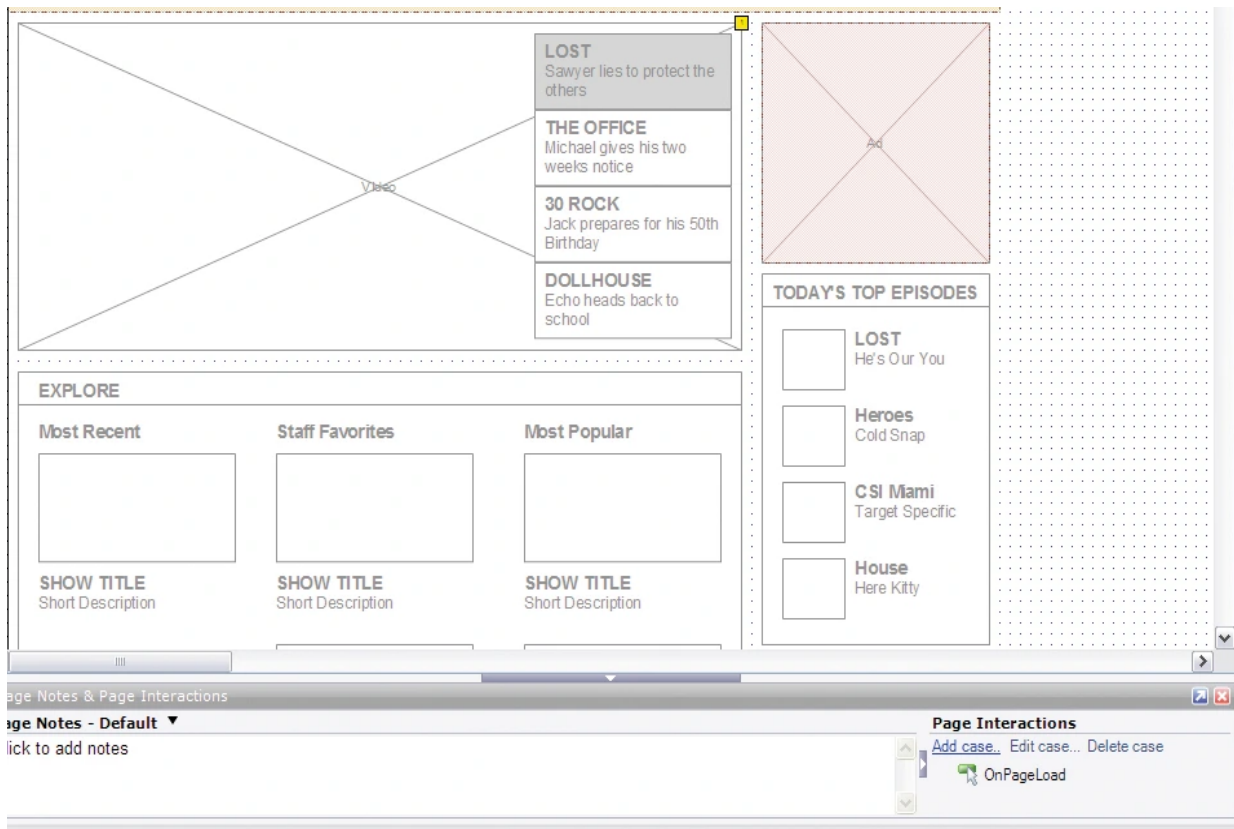 LOST
Sawyer lies to protect the
others
THE OFFICE
Michael gives his two
weeks notice
30 ROCK
Jack prepares for his 50th
Birthday
DOLLHOUSE
Echo heads back to
school
Video
Ad
TODAY'S TOP EPISODES
LOST
He's Our You
Heroes
Cold Snap
CSI Miami
Target Specific
House
Here Kitty
EXPLORE
Most Recent
Staff Favorites
Most Popular
SHOW TITLE
Short Description
SHOW TITLE
Short Description
SHOW TITLE
Short Description
age Notes & Page Interactions
age Notes - Default
lick to add notes
Page Interactions
Add case.. Edit case... Delete case
OnPageLoad